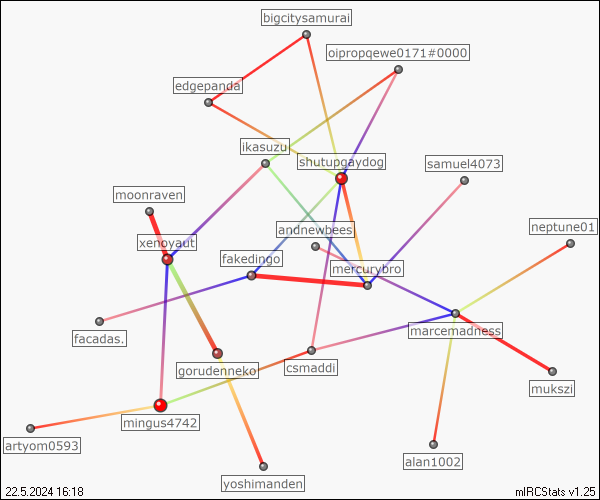 bigcitysamurai
oipropqewe0171#0000
edgepanda
ikasuzu
shutupgaydog
samuel4073
moonraven
andnewbees
neptune01
xenoyaut
fakedingo
mercurybro
facadas.
marcemadness
gorudenneko
csmaddi
mukszi
mingus4742
artyom0593
alan1002
yoshimanden
22.5.2024 16:18
mIRCStats v1.25